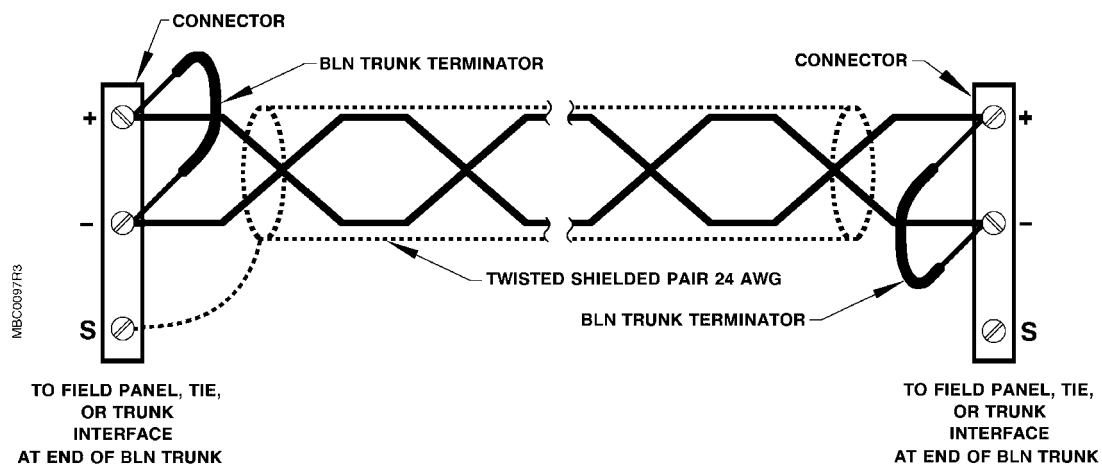 CONNECTOR
BLN TRUNK TERMINATOR
CONNECTOR
+
+
–
–
TWISTED SHIELDED PAIR 24 AWG
MBC0097R3
BLN TRUNK TERMINATOR
S
S
TO FIELD PANEL, TIE,
OR TRUNK
INTERFACE
AT END OF BLN TRUNK
TO FIELD PANEL, TIE,
OR TRUNK
INTERFACE
AT END OF BLN TRUNK